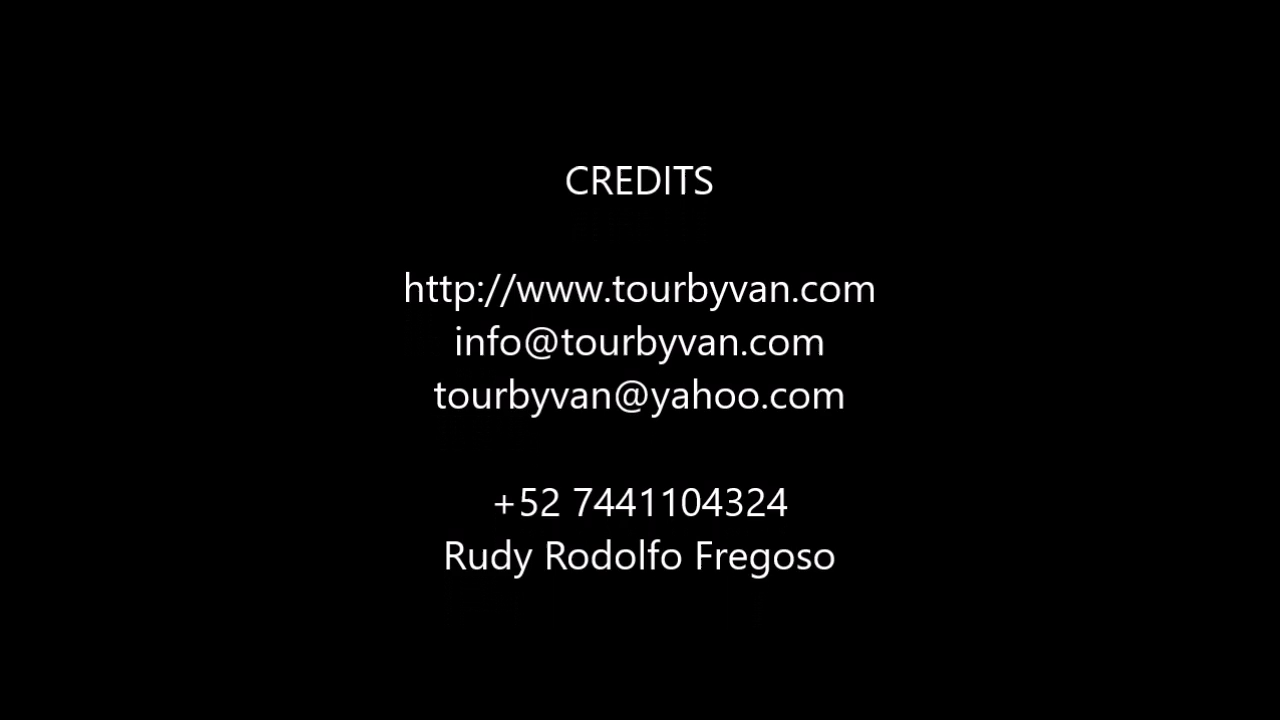 CREDITS
http://www.tourbyvan.com
info@tourbyvan.com
tourbyvan@yahoo.com
+52 7441104324
Rudy Rodolfo Fregoso